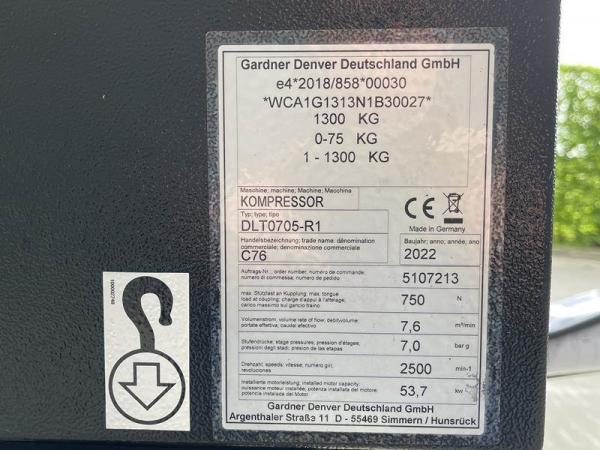 Gardner Denver Deutschland GmbH
e4*2018/858*00030
*WCA1G1313N1B30027*
1300 KG
0-75 KG
1 - 1300 KG
Maschine; machine; Machine; Macchina
KOMPRESSOR
Typ; type; tipo
DLT0705-R1
Handelsbezeichnung; trade name; dénomination
commerciale; denominazione commerciale
C76
CE
Made in Germany
Baujahr; anno; année, ano
2022
Auftrags-Nr.; order number, numéro de commande;
numero di commessa; numero de pedido;
5107213
max. Stützlast an Kupplung; max. tongue
load at coupling; charge d'appui à l'attelage;
carico massimo sul gancio traino;
750 N
Volumenstrom, volume rate of flow; débitvolume;
portate effetiva; caudal efectivo
7,6 m³/min
Stufendrücke; stage pressures, pression d'étages;
pressioni degli stadi; presion de las etapas
7,0 bar g
Drehzahl; speeds; vitesse; numero giri;
revoluciones
2500 min-1
Installierte motorleistung; installed motor capacity;
puissance moteur installée, potenza installata del motore;
potencia instalada del Motor
53,7 kw
Gardner Denver Deutschland GmbH
Argenthaler Straße 11 D - 55469 Simmern / Hunsrück